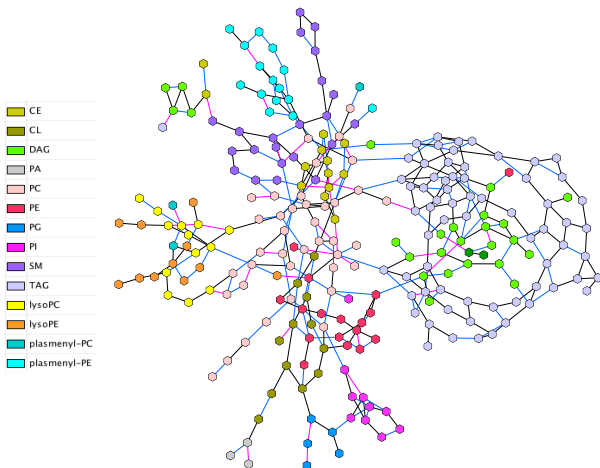 CE
CL
DAG
PA
PC
PE
PG
PI
SM
TAG
lysoPC
lysoPE
plasmenyl-PC
plasmenyl-PE